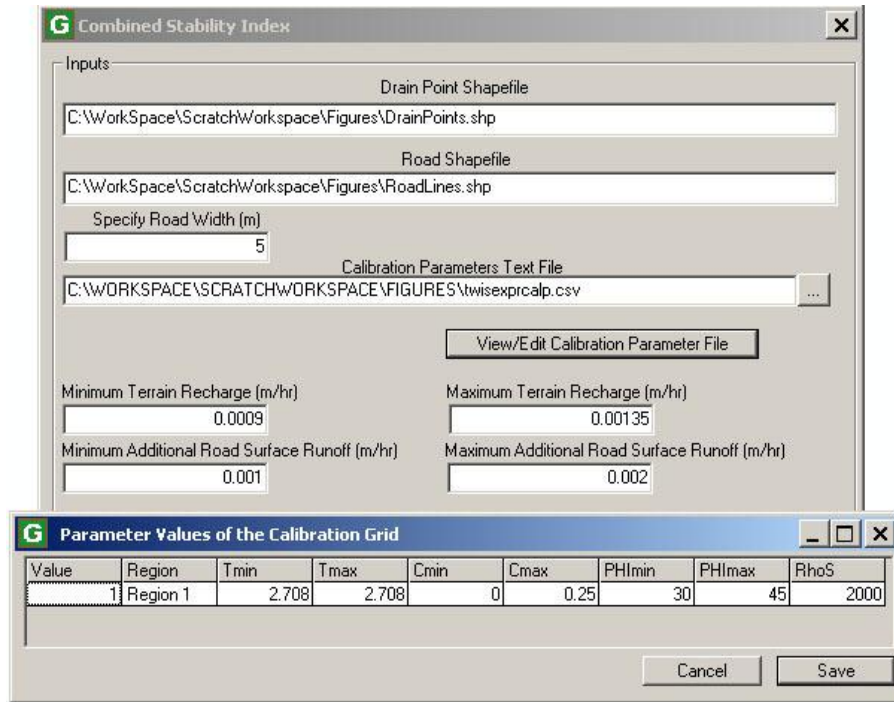 G Combined Stability Index
Inputs
Drain Point Shapefile
C:\WorkSpace\ScratchWorkspace\Figures\DrainPoints.shp
Road Shapefile
C:\WorkSpace\ScratchWorkspace\Figures\RoadLines.shp
Specify Road Width (m)
5
Calibration Parameters Text File
C:\WORKSPACE\SCRATCHWORKSPACE\FIGURES\twisexprcalp.csv ...
View/Edit Calibration Parameter File
Minimum Terrain Recharge (m/hr) Maximum Terrain Recharge (m/hr)
0.0009 0.00135
Minimum Additional Road Surface Runoff (m/hr) Maximum Additional Road Surface Runoff (m/hr)
0.001 0.002
G Parameter Values of the Calibration Grid
Value Region Tmin Tmax Cmin Cmax PHImin PHImax RhoS
1 Region 1 2.708 2.708 0 0.25 30 45 2000
Cancel Save